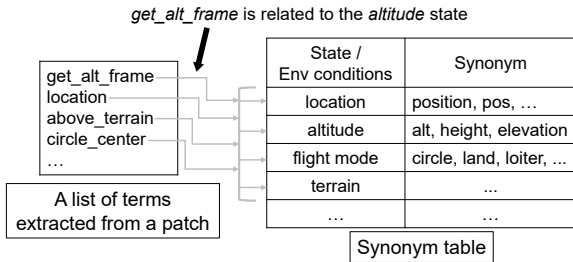 get_alt_frame is related to the altitude state
get_alt_frame
location
above_terrain
circle_center
…
A list of terms
extracted from a patch
State /
Env conditions
Synonym
location
position, pos, …
altitude
alt, height, elevation
flight mode
circle, land, loiter, ...
terrain
...
…
…
Synonym table